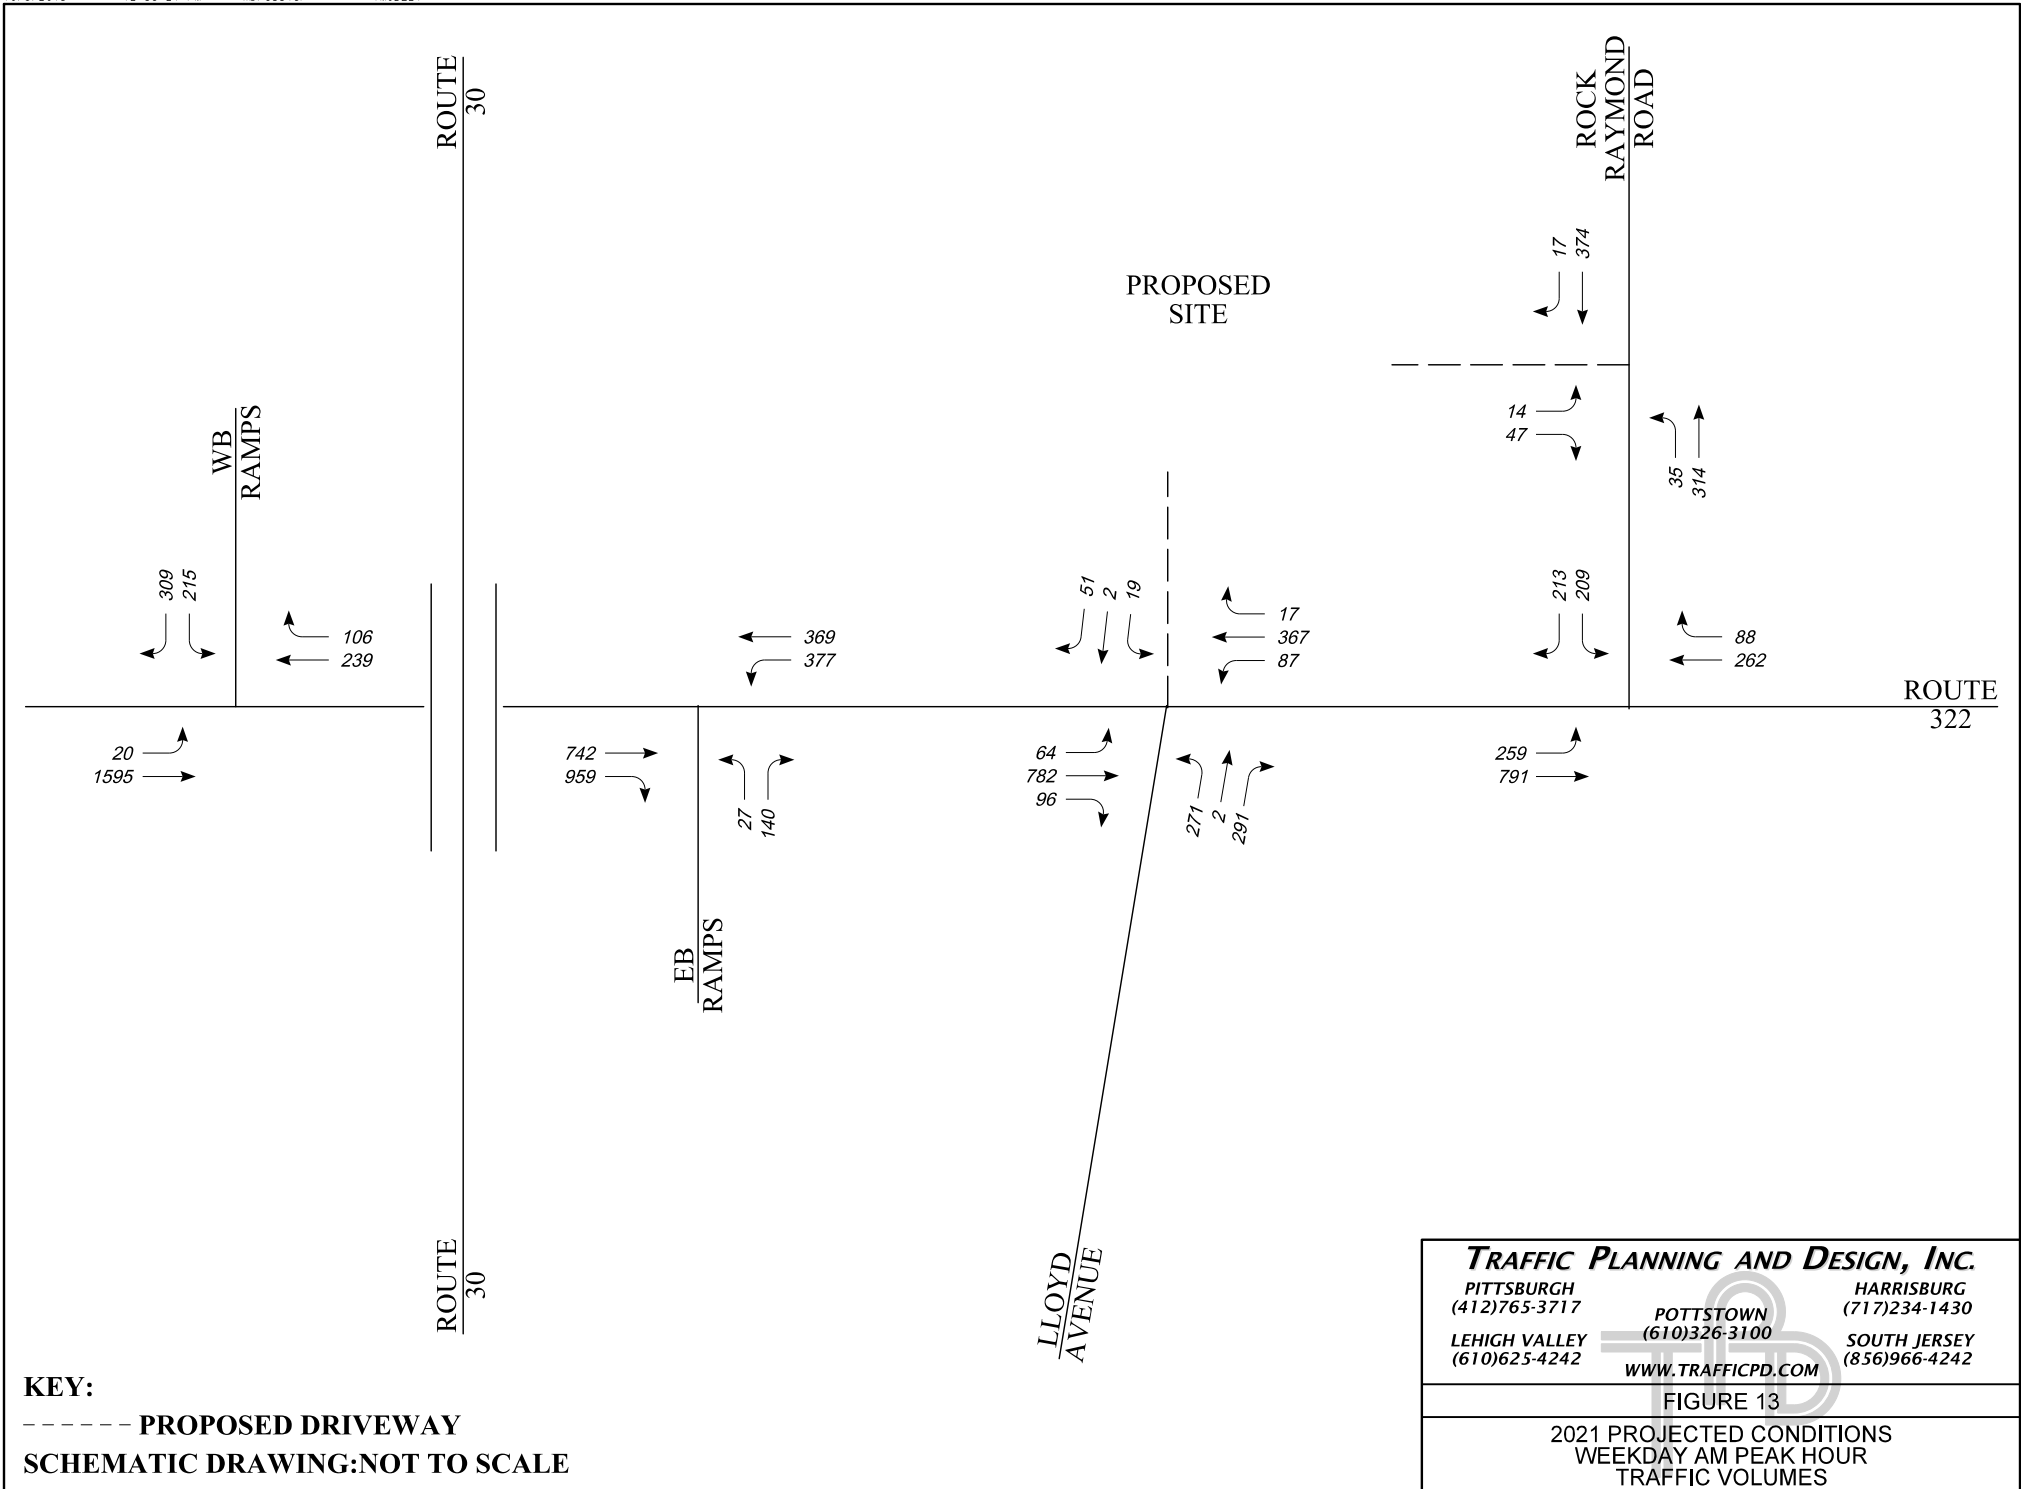 ROUTE
30
ROCK
RAYMOND
ROAD
17
374
PROPOSED
SITE
14
47
35
314
WB
RAMPS
309
215
106
239
369
377
51
2
19
17
367
87
213
209
88
262
ROUTE
322
20
1595
742
959
27
140
64
782
96
271
2
291
259
791
EB
RAMPS
ROUTE
30
LLOYD
AVENUE
KEY:
PROPOSED DRIVEWAY
SCHEMATIC DRAWING:NOT TO SCALE
TRAFFIC PLANNING AND DESIGN, INC.
PITTSBURGH
(412)765-3717
HARRISBURG
(717)234-1430
POTTSTOWN
(610)326-3100
LEHIGH VALLEY
(610)625-4242
SOUTH JERSEY
(856)966-4242
WWW.TRAFFICPD.COM
FIGURE 13
2021 PROJECTED CONDITIONS
WEEKDAY AM PEAK HOUR
TRAFFIC VOLUMES